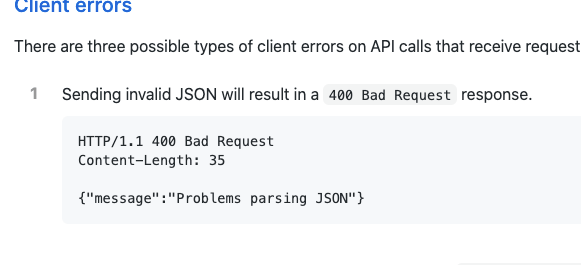 Client errors
There are three possible types of client errors on API calls that receive request
1 Sending invalid JSON will result in a 400 Bad Request response.
HTTP/1.1 400 Bad Request
Content-Length: 35
{"message":"Problems parsing JSON"}